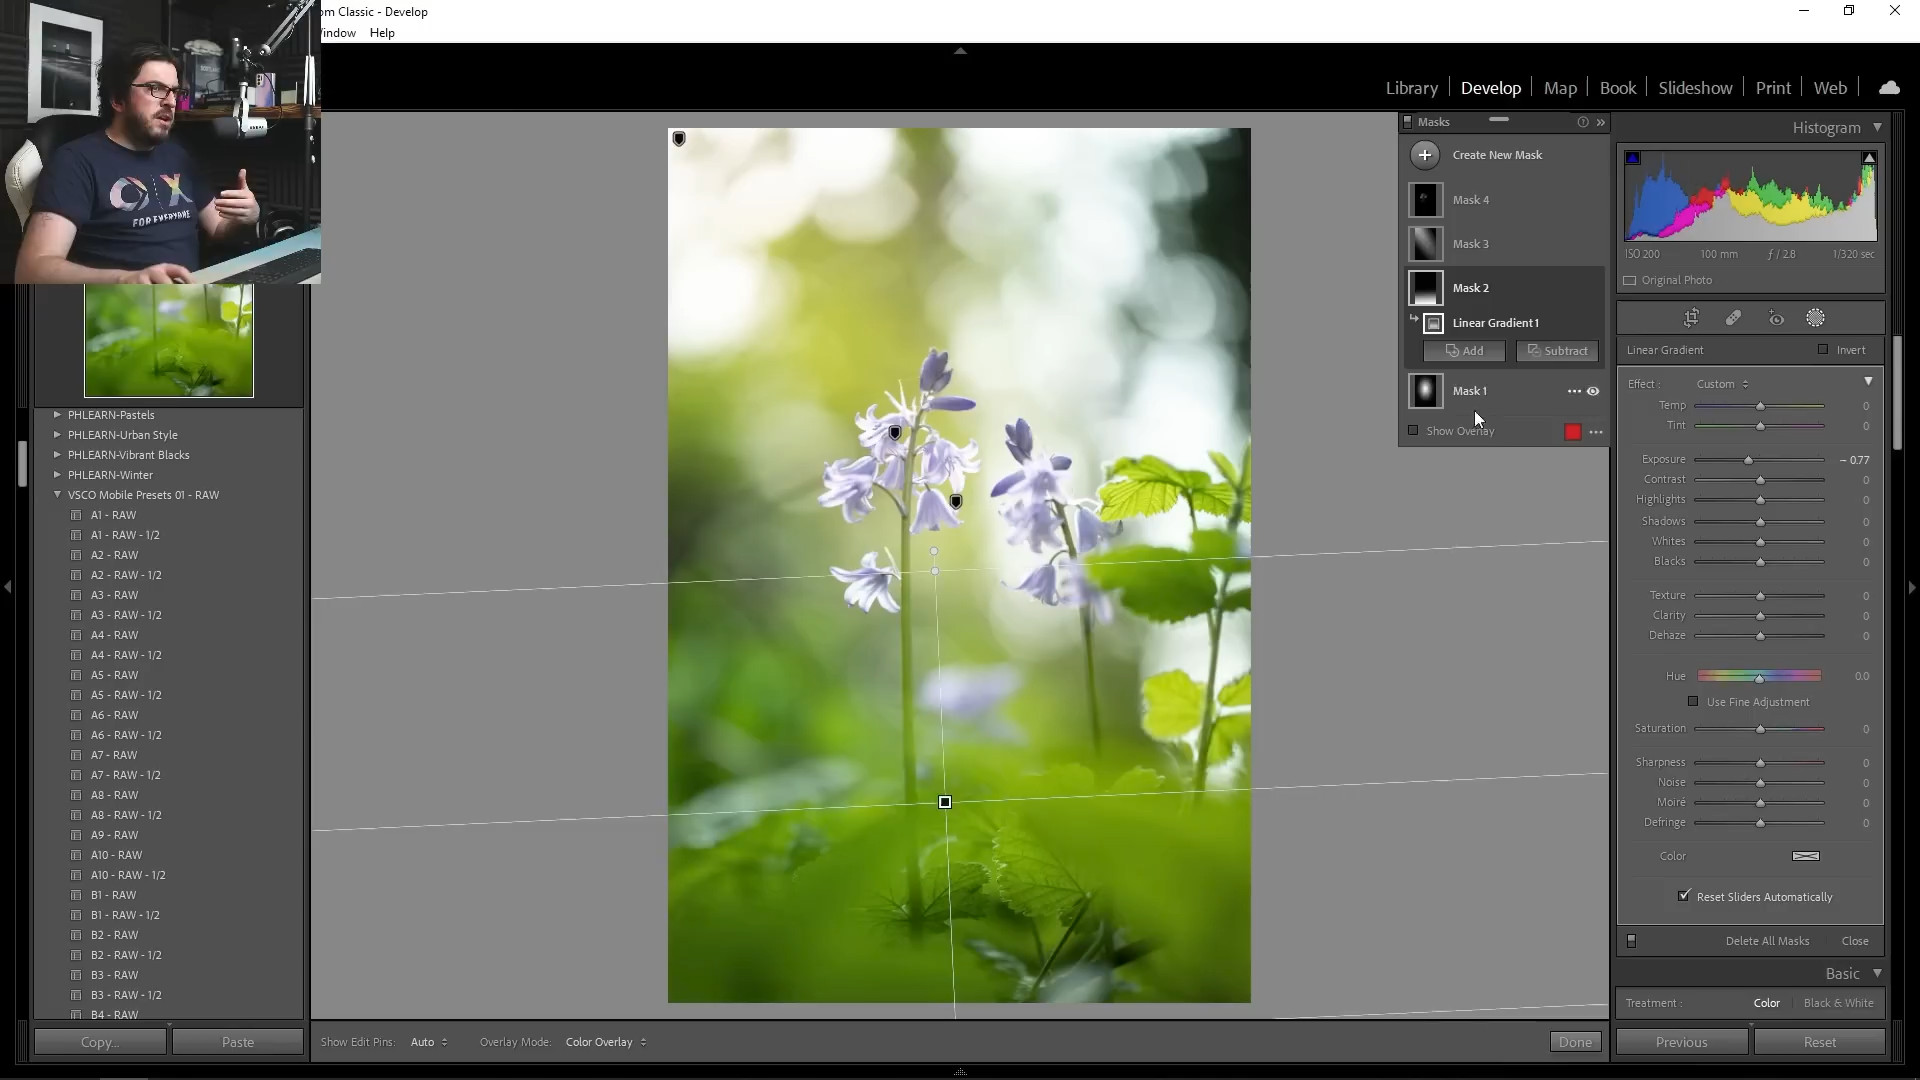 om Classic - Develop
indow Help
FOR EVERYONE
Library Develop Map Book Slideshow Print Web
Masks
Create New Mask
Mask 4
Mask 3
Mask 2
Linear Gradient 1
Add Subtract
Mask 1
Show Overlay
Histogram
ISO 200 100 mm ƒ / 2.8 1/320 sec
Original Photo
Linear Gradient Invert
Effect : Custom
Temp 0
Tint 0
Exposure – 0.77
Contrast 0
Highlights 0
Shadows 0
Whites 0
Blacks 0
Texture 0
Clarity 0
Dehaze 0
Hue 0.0
Use Fine Adjustment
Saturation 0
Sharpness 0
Noise 0
Moiré 0
Defringe 0
Color
Reset Sliders Automatically
Delete All Masks Close
Basic
Treatment : Color Black & White
Previous Reset
PHLEARN-Pastels
PHLEARN-Urban Style
PHLEARN-Vibrant Blacks
PHLEARN-Winter
VSCO Mobile Presets 01 - RAW
A1 - RAW
A1 - RAW - 1/2
A2 - RAW
A2 - RAW - 1/2
A3 - RAW
A3 - RAW - 1/2
A4 - RAW
A4 - RAW - 1/2
A5 - RAW
A5 - RAW - 1/2
A6 - RAW
A6 - RAW - 1/2
A7 - RAW
A7 - RAW - 1/2
A8 - RAW
A8 - RAW - 1/2
A9 - RAW
A10 - RAW
A10 - RAW - 1/2
B1 - RAW
B1 - RAW - 1/2
B2 - RAW
B2 - RAW - 1/2
B3 - RAW
B3 - RAW - 1/2
B4 - RAW
Copy... Paste
Show Edit Pins: Auto Overlay Mode: Color Overlay Done